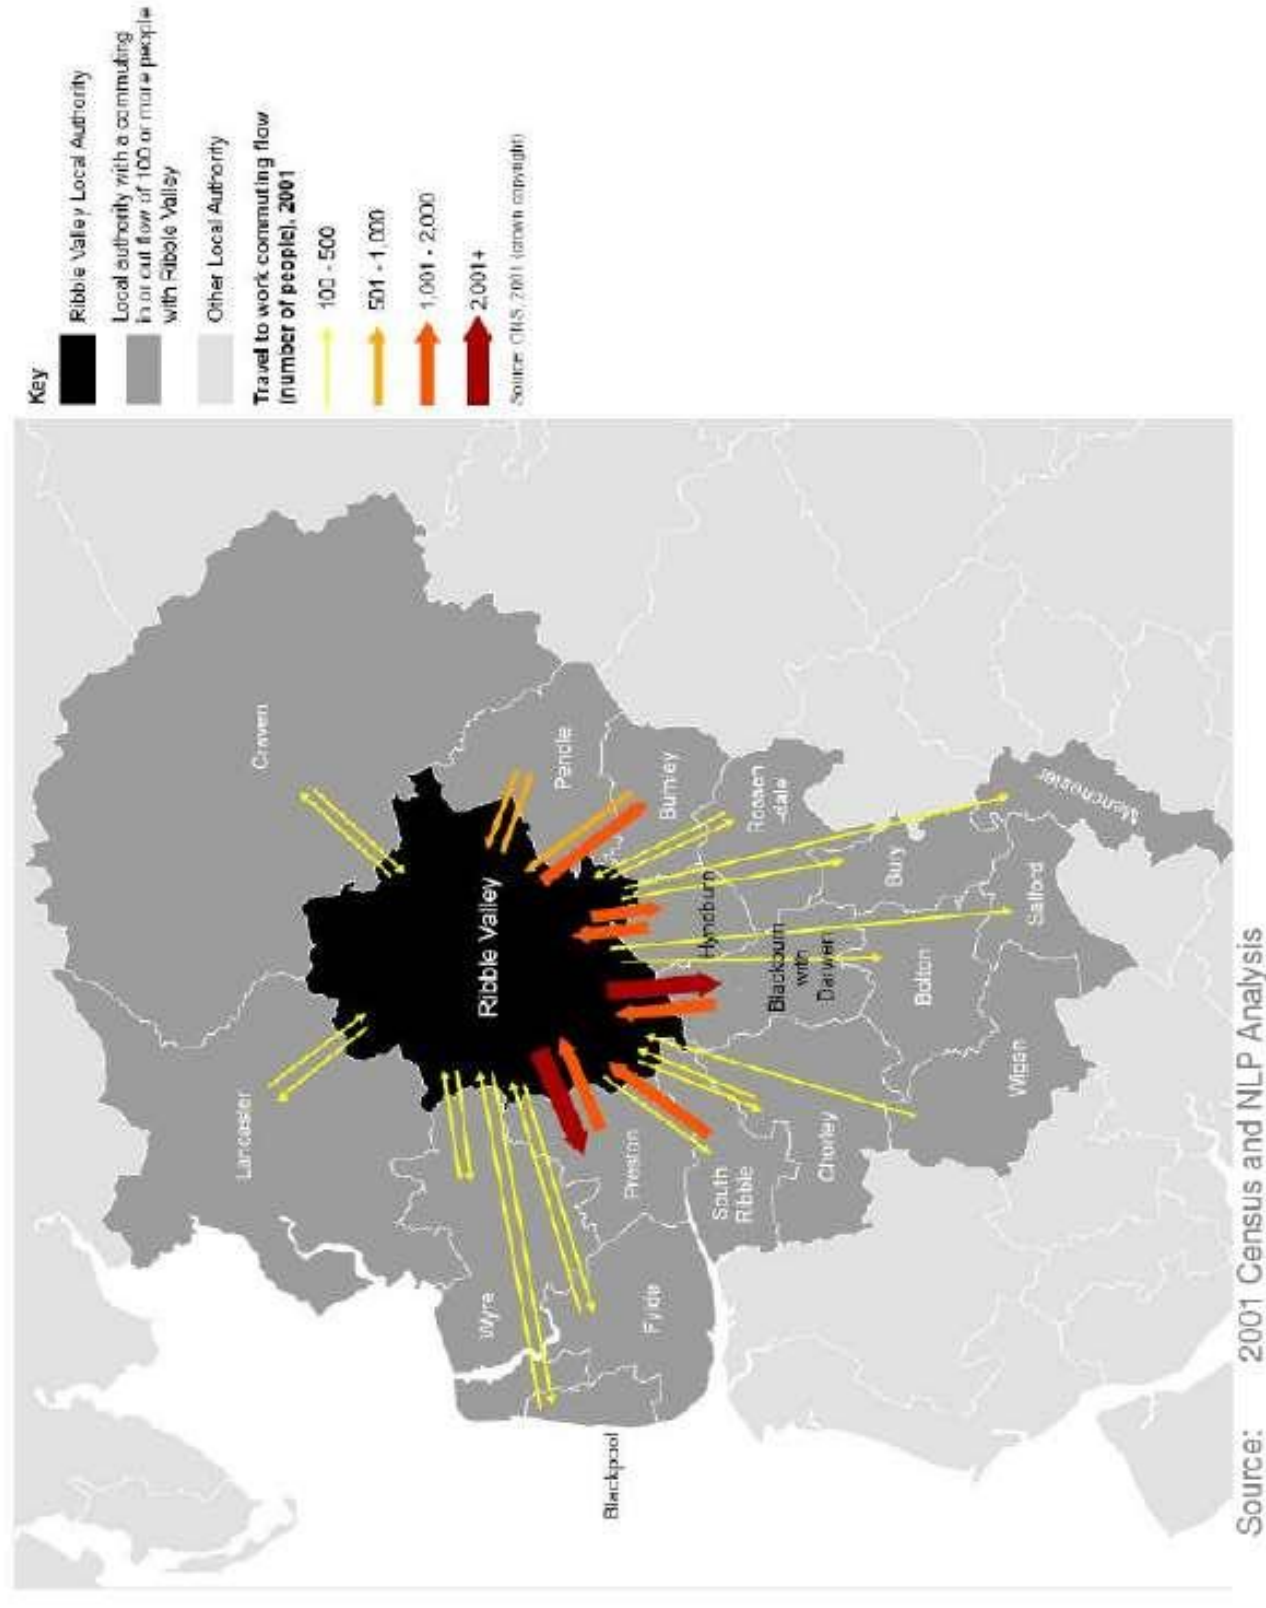 Key
Ribble Valley Local Authority
Local authority with a commuting
in or out flow of 100 or more people
with Ribble Valley
Other Local Authority
Travel to work commuting flow
(number of people), 2001
100 - 500
501 - 1,000
1,001 - 2,000
2,001+
Source: ONS, 2001 (crown copyright)
Craven
Lancaster
Ribble Valley
Pendle
Wyre
Burnley
Preston
Fylde
Blackpool
Hyndburn
Rossen
-dale
South
Ribble
Blackburn
with
Darwen
Chorley
Bury
Bolton
Salford
Wigan
Manchester
Source: 2001 Census and NLP Analysis